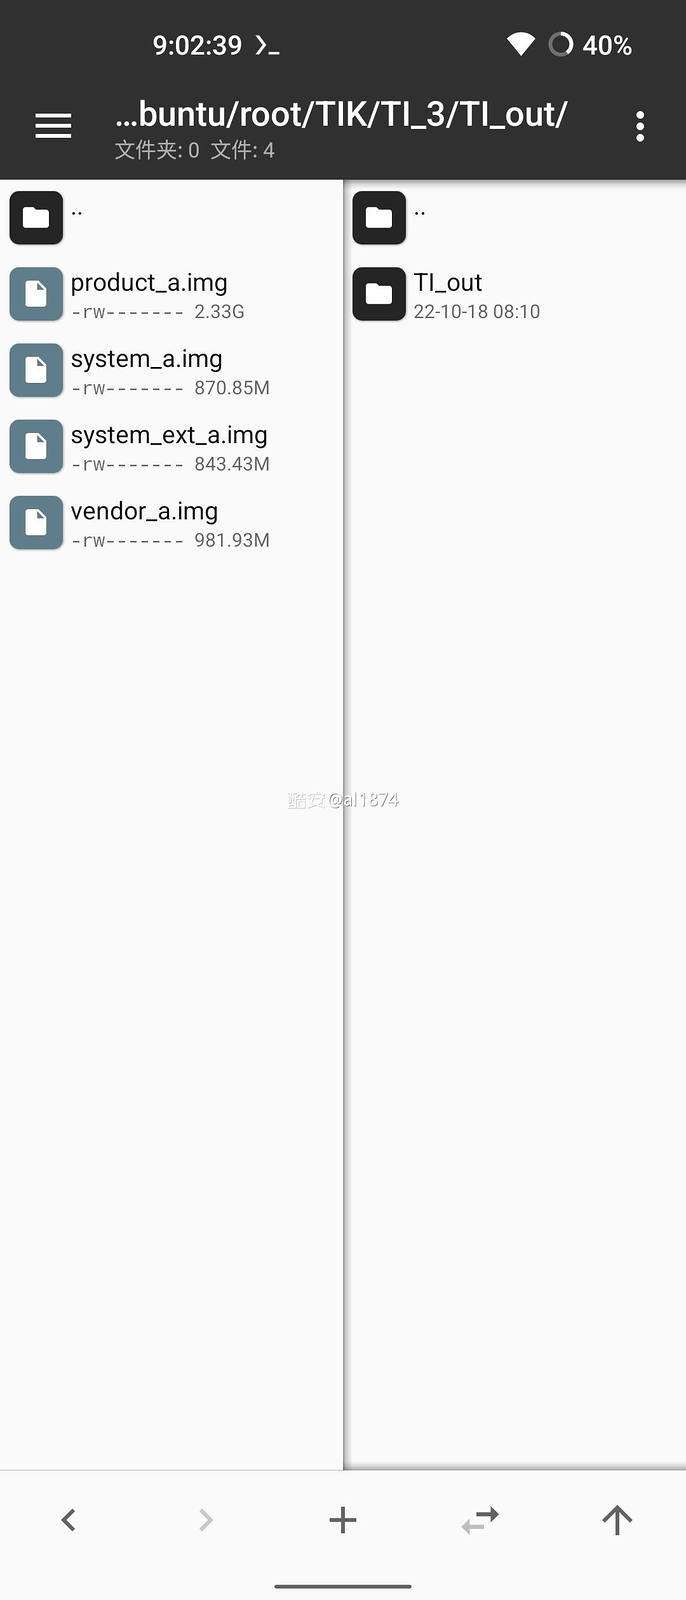 9:02:39
40%
...buntu/root/TIK/TI_3/TI_out/
文件夹: 0 文件: 4
..
product_a.img
-rw------- 2.33G
system_a.img
-rw------- 870.85M
system_ext_a.img
-rw------- 843.43M
vendor_a.img
-rw------- 981.93M
..
TI_out
22-10-18 08:10
酷安@al1874